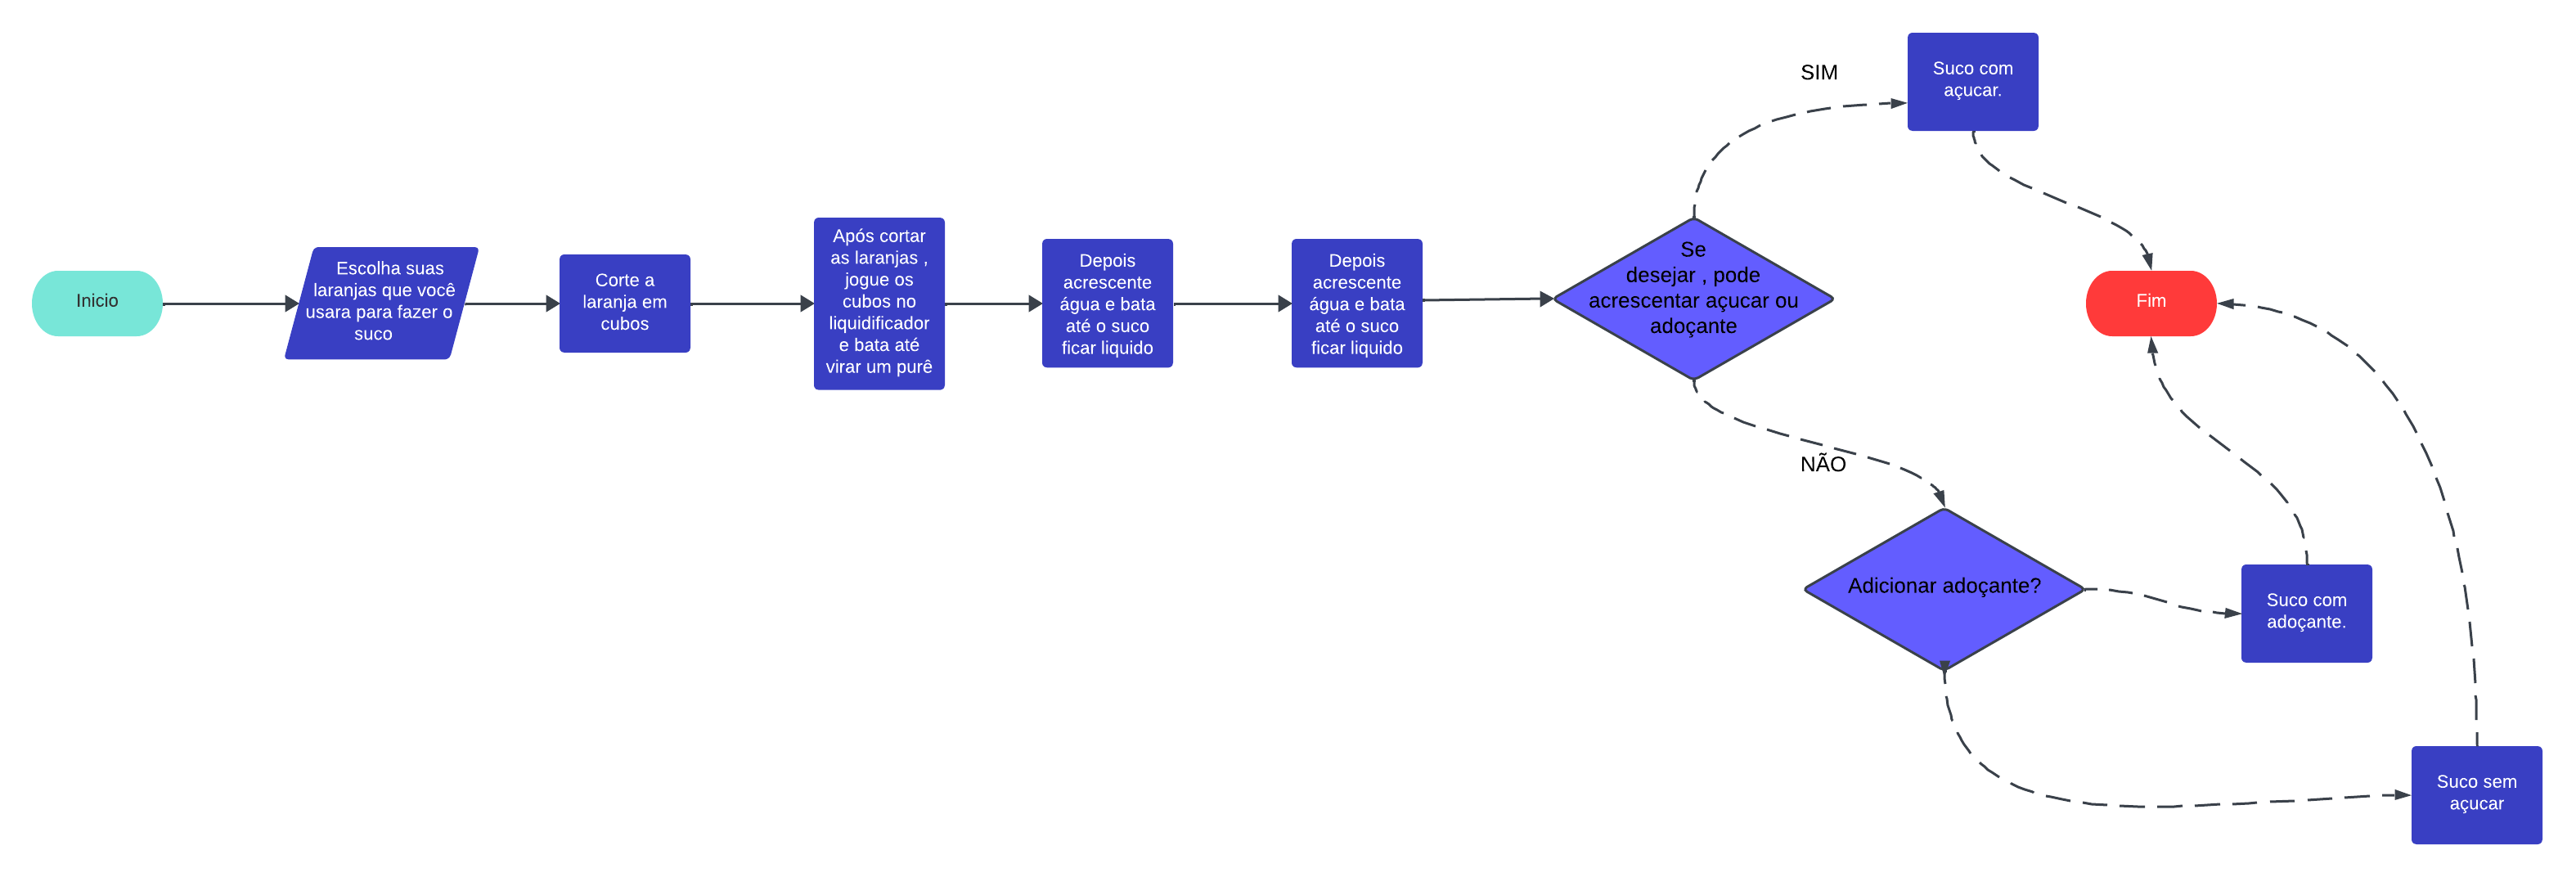 Inicio
Escolha suas
laranjas que você
usara para fazer o
suco
Corte a
laranja em
cubos
Após cortar
as laranjas ,
jogue os
cubos no
liquidificador
e bata até
virar um purê
Depois
acrescente
água e bata
até o suco
ficar liquido
Depois
acrescente
água e bata
até o suco
ficar liquido
Se
desejar , pode
acrescentar açucar ou
adoçante
SIM
Suco com
açucar.
Fim
NÃO
Adicionar adoçante?
Suco com
adoçante.
Suco sem
açucar